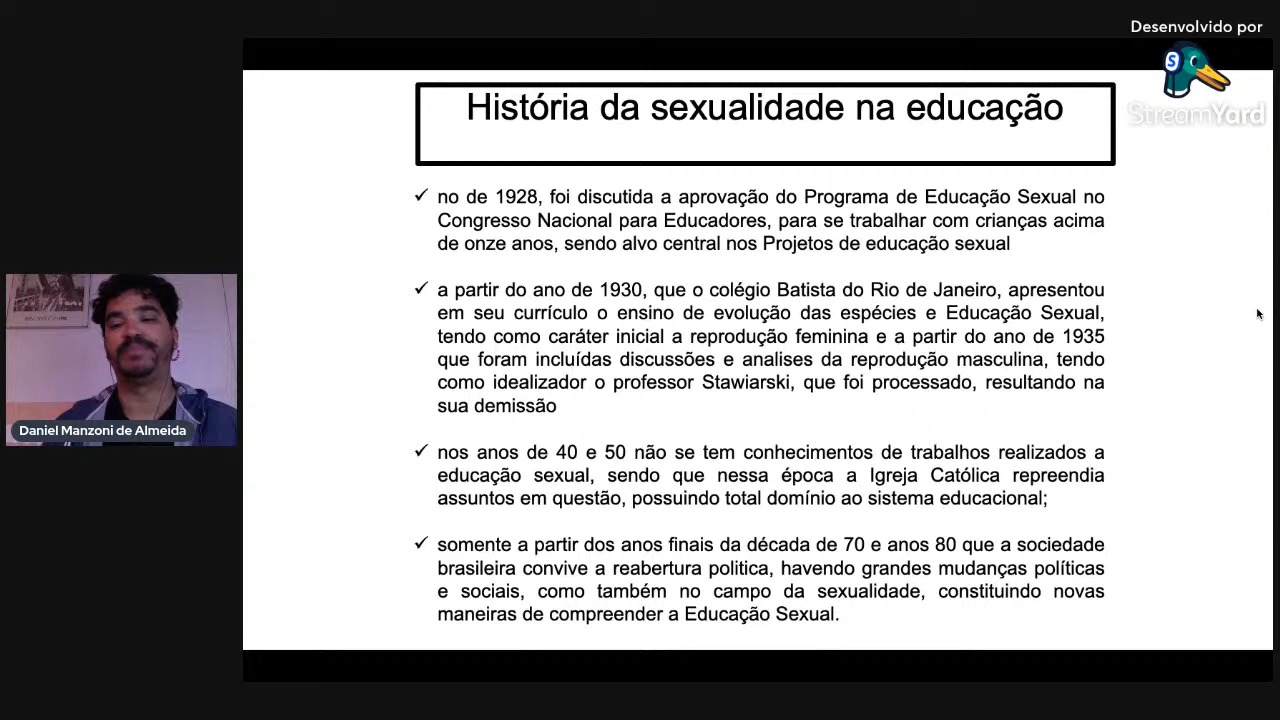 Desenvolvido por
StreamYard
História da sexualidade na educação
✓ no de 1928, foi discutida a aprovação do Programa de Educação Sexual no
Congresso Nacional para Educadores, para se trabalhar com crianças acima
de onze anos, sendo alvo central nos Projetos de educação sexual
✓ a partir do ano de 1930, que o colégio Batista do Rio de Janeiro, apresentou
em seu currículo o ensino de evolução das espécies e Educação Sexual,
tendo como caráter inicial a reprodução feminina e a partir do ano de 1935
que foram incluídas discussões e analises da reprodução masculina, tendo
como idealizador o professor Stawiarski, que foi processado, resultando na
sua demissão
✓ nos anos de 40 e 50 não se tem conhecimentos de trabalhos realizados a
educação sexual, sendo que nessa época a Igreja Católica repreendia
assuntos em questão, possuindo total domínio ao sistema educacional;
✓ somente a partir dos anos finais da década de 70 e anos 80 que a sociedade
brasileira convive a reabertura politica, havendo grandes mudanças políticas
e sociais, como também no campo da sexualidade, constituindo novas
maneiras de compreender a Educação Sexual.
Daniel Manzoni de Almeida